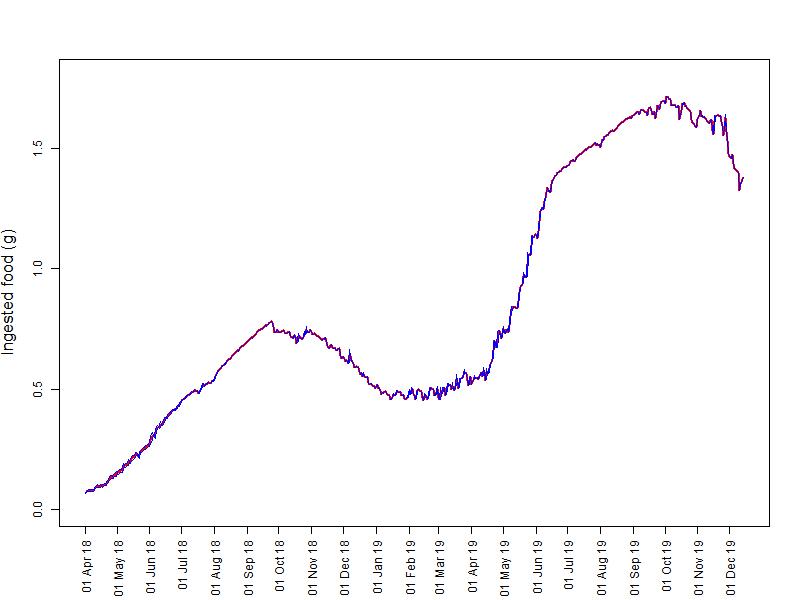 Ingested food (g)
1.5
1.0
0.5
0.0
01 Apr 18
01 May 18
01 Jun 18
01 Jul 18
01 Aug 18
01 Sep 18
01 Oct 18
01 Nov 18
01 Dec 18
01 Jan 19
01 Feb 19
01 Mar 19
01 Apr 19
01 May 19
01 Jun 19
01 Jul 19
01 Aug 19
01 Sep 19
01 Oct 19
01 Nov 19
01 Dec 19